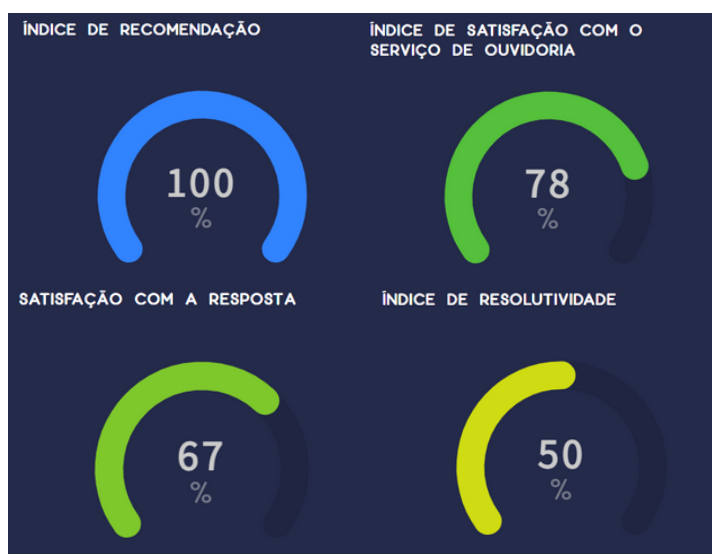 ÍNDICE DE RECOMENDAÇÃO
100
%
ÍNDICE DE SATISFAÇÃO COM O
SERVIÇO DE OUVIDORIA
78
%
SATISFAÇÃO COM A RESPOSTA
67
%
ÍNDICE DE RESOLUTIVIDADE
50
%